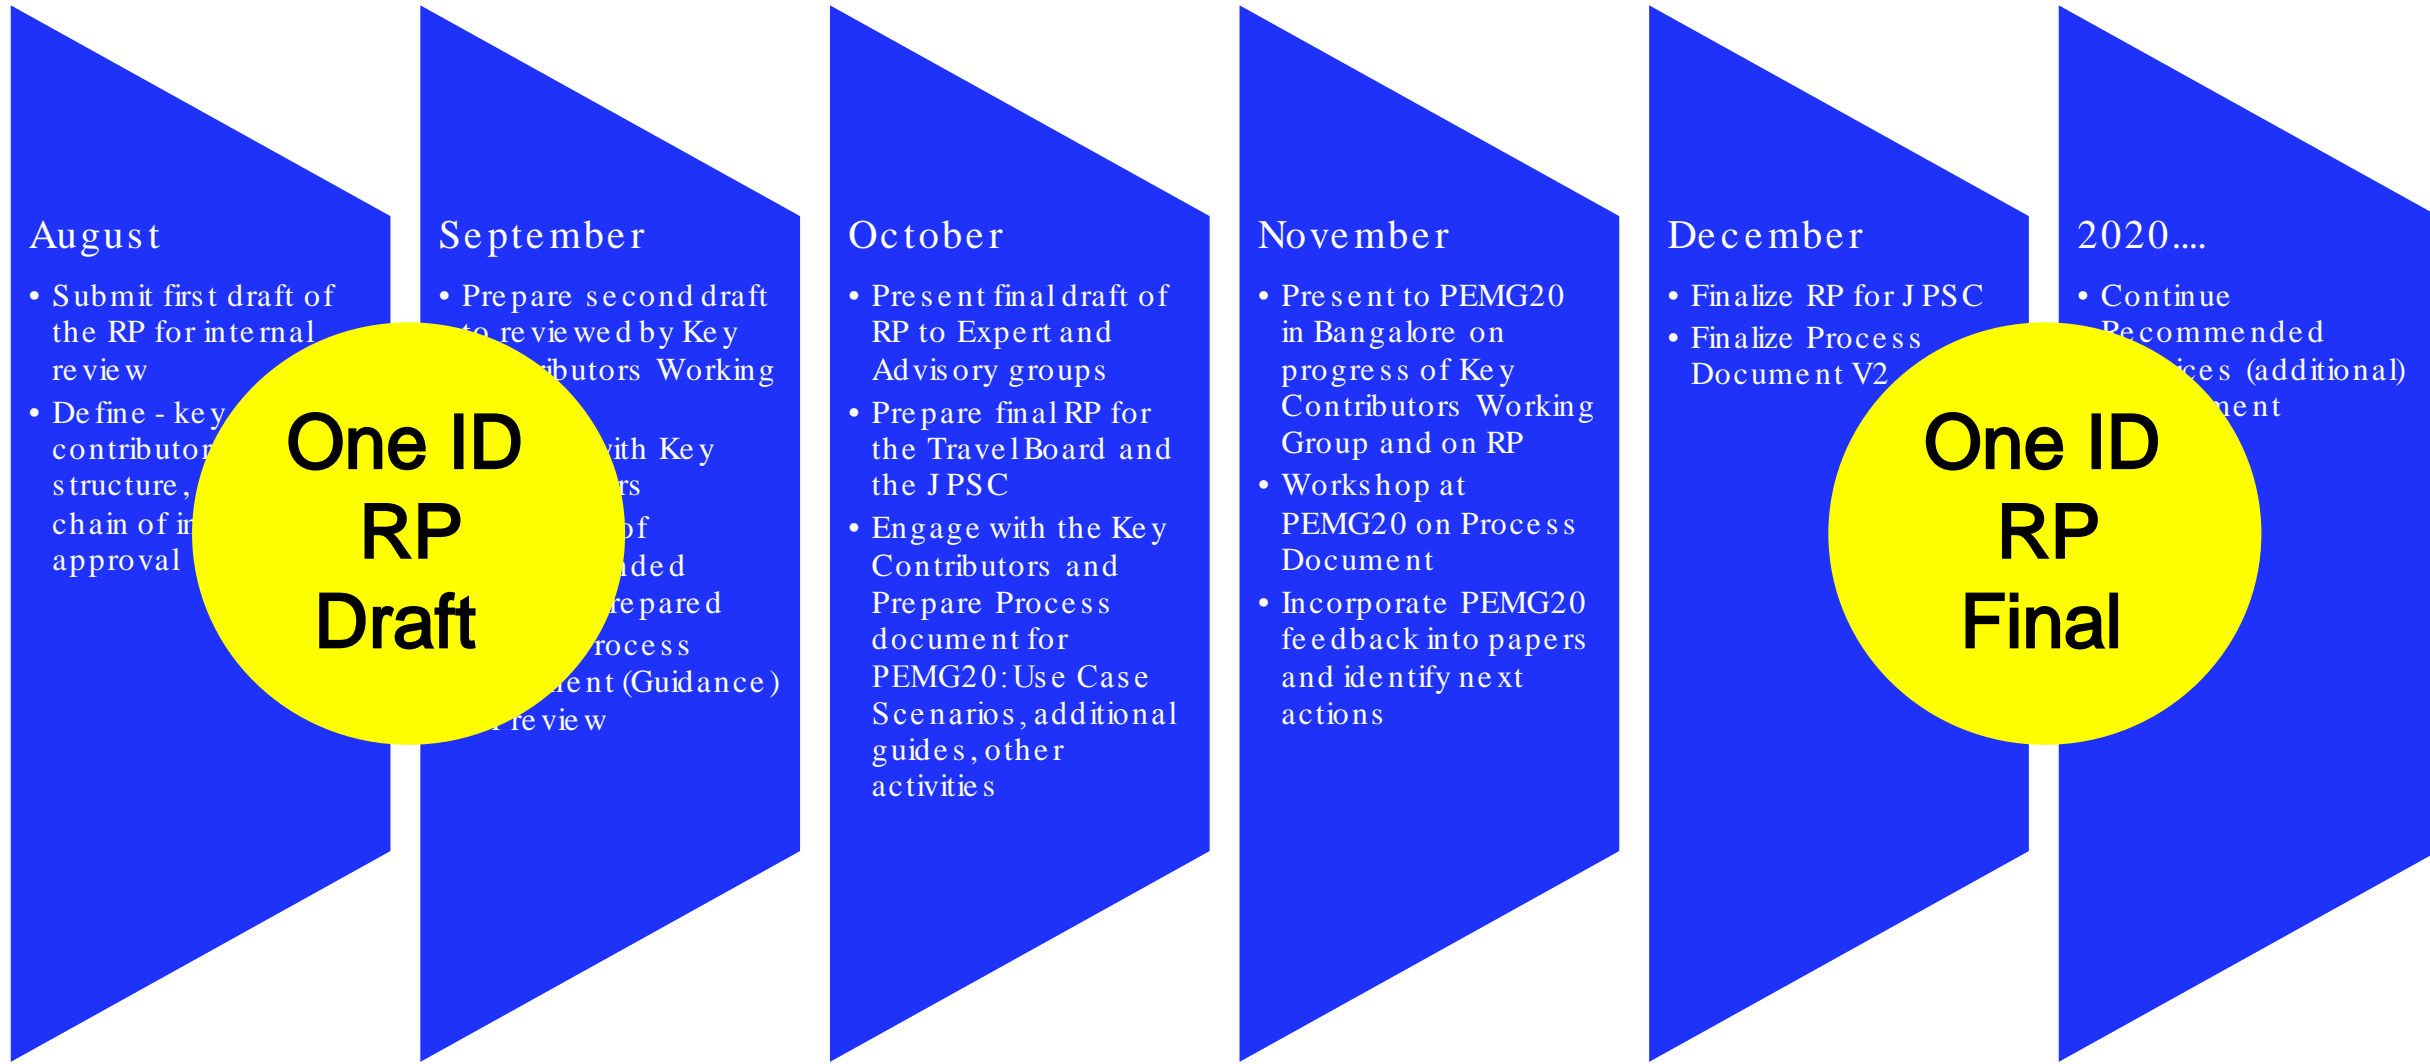 August
• Submit first draft of
the RP for internal
review
• Define - key
structure,
chain of
approval
September
• Prepare second draft
to reviewed by Key
Working
with Key
of
review
(Guidance)
One ID
RP
Draft
October
• Present final draft of
RP to Expert and
Advisory groups
• Prepare final RP for
the Travel Board and
the JPSC
• Engage with the Key
Contributors and
Prepare Process
document for
PEMG20: Use Case
Scenarios, additional
guides, other
activities
November
• Present to PEMG20
in Bangalore on
progress of Key
Contributors Working
Group and on RP
• Workshop at
PEMG20 on Process
Document
• Incorporate PEMG20
feedback into papers
and identify next
actions
December
• Finalize RP for JPSC
• Finalize Process
Document V2
2020....
• Continue
Recommended
(additional)
One ID
RP
Final